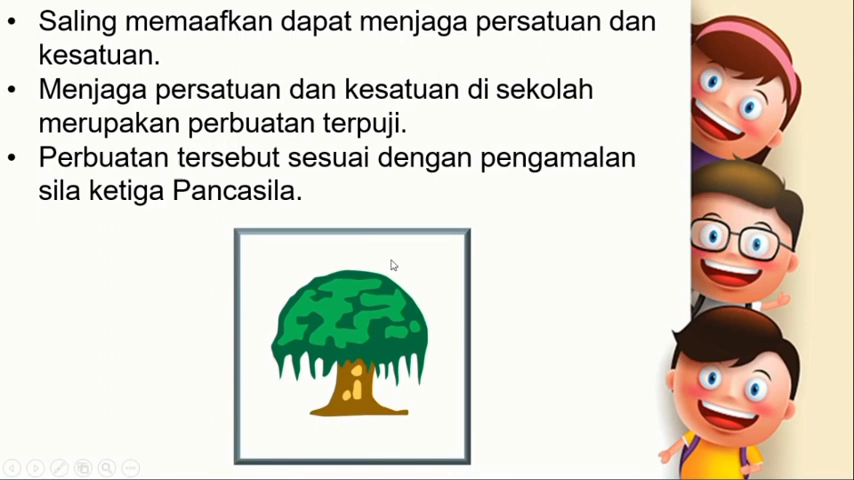 • Saling memaafkan dapat menjaga persatuan dan
kesatuan.
• Menjaga persatuan dan kesatuan di sekolah
merupakan perbuatan terpuji.
• Perbuatan tersebut sesuai dengan pengamalan
sila ketiga Pancasila.